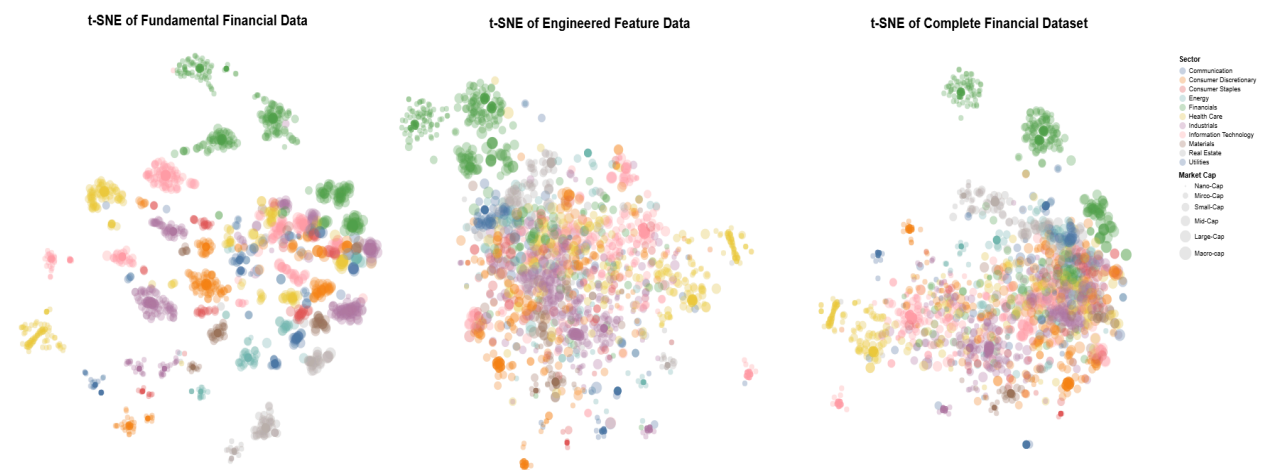 t-SNE of Fundamental Financial Data
t-SNE of Engineered Feature Data
t-SNE of Complete Financial Dataset
Sector
Communication
Consumer Discretionary
Consumer Staples
Energy
Financials
Health Care
Industrials
Information Technology
Materials
Real Estate
Utilities
Market Cap
Nano-Cap
Mirco-Cap
Small-Cap
Mid-Cap
Large-Cap
Macro-cap